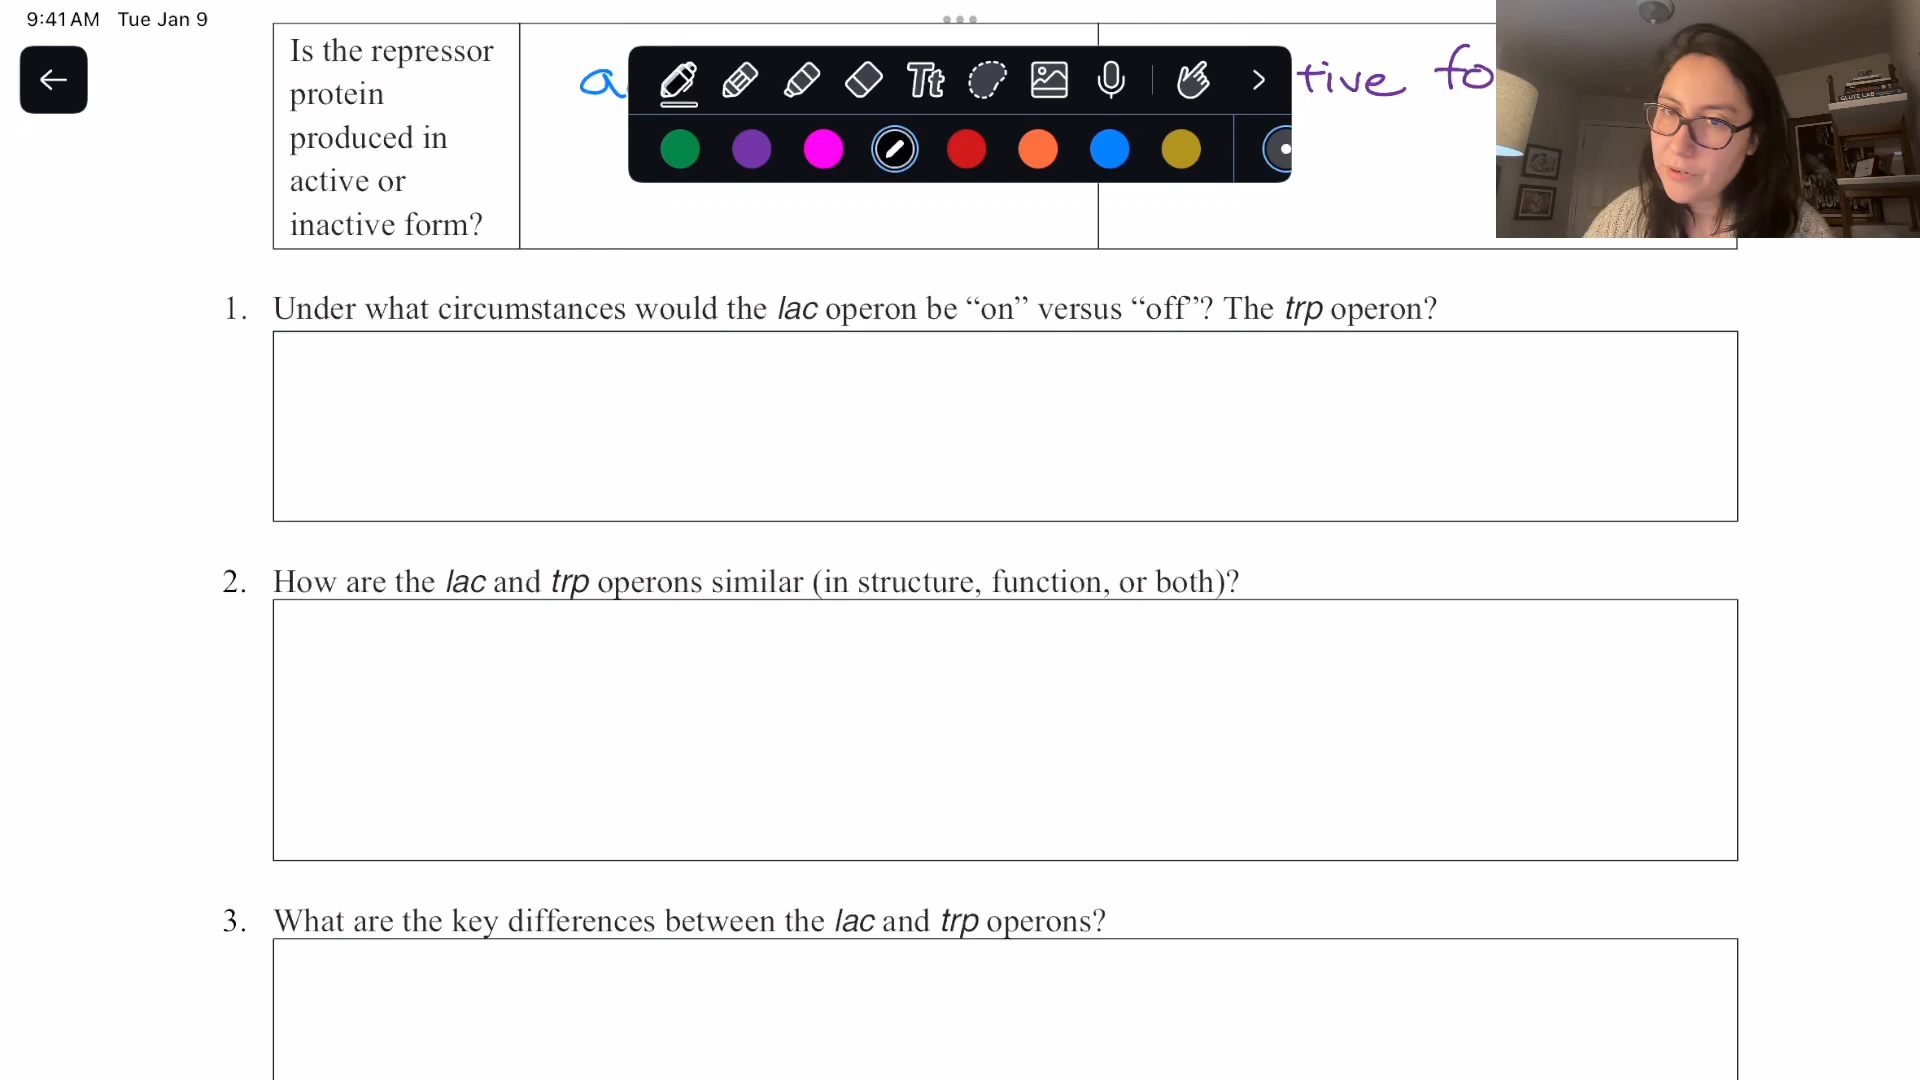 9:41 AM Tue Jan 9
Is the repressor
protein
produced in
active or
inactive form?
a
Tt
tive fo
GLUTE LAB
1. Under what circumstances would the lac operon be “on” versus “off”? The trp operon?
2. How are the lac and trp operons similar (in structure, function, or both)?
3. What are the key differences between the lac and trp operons?